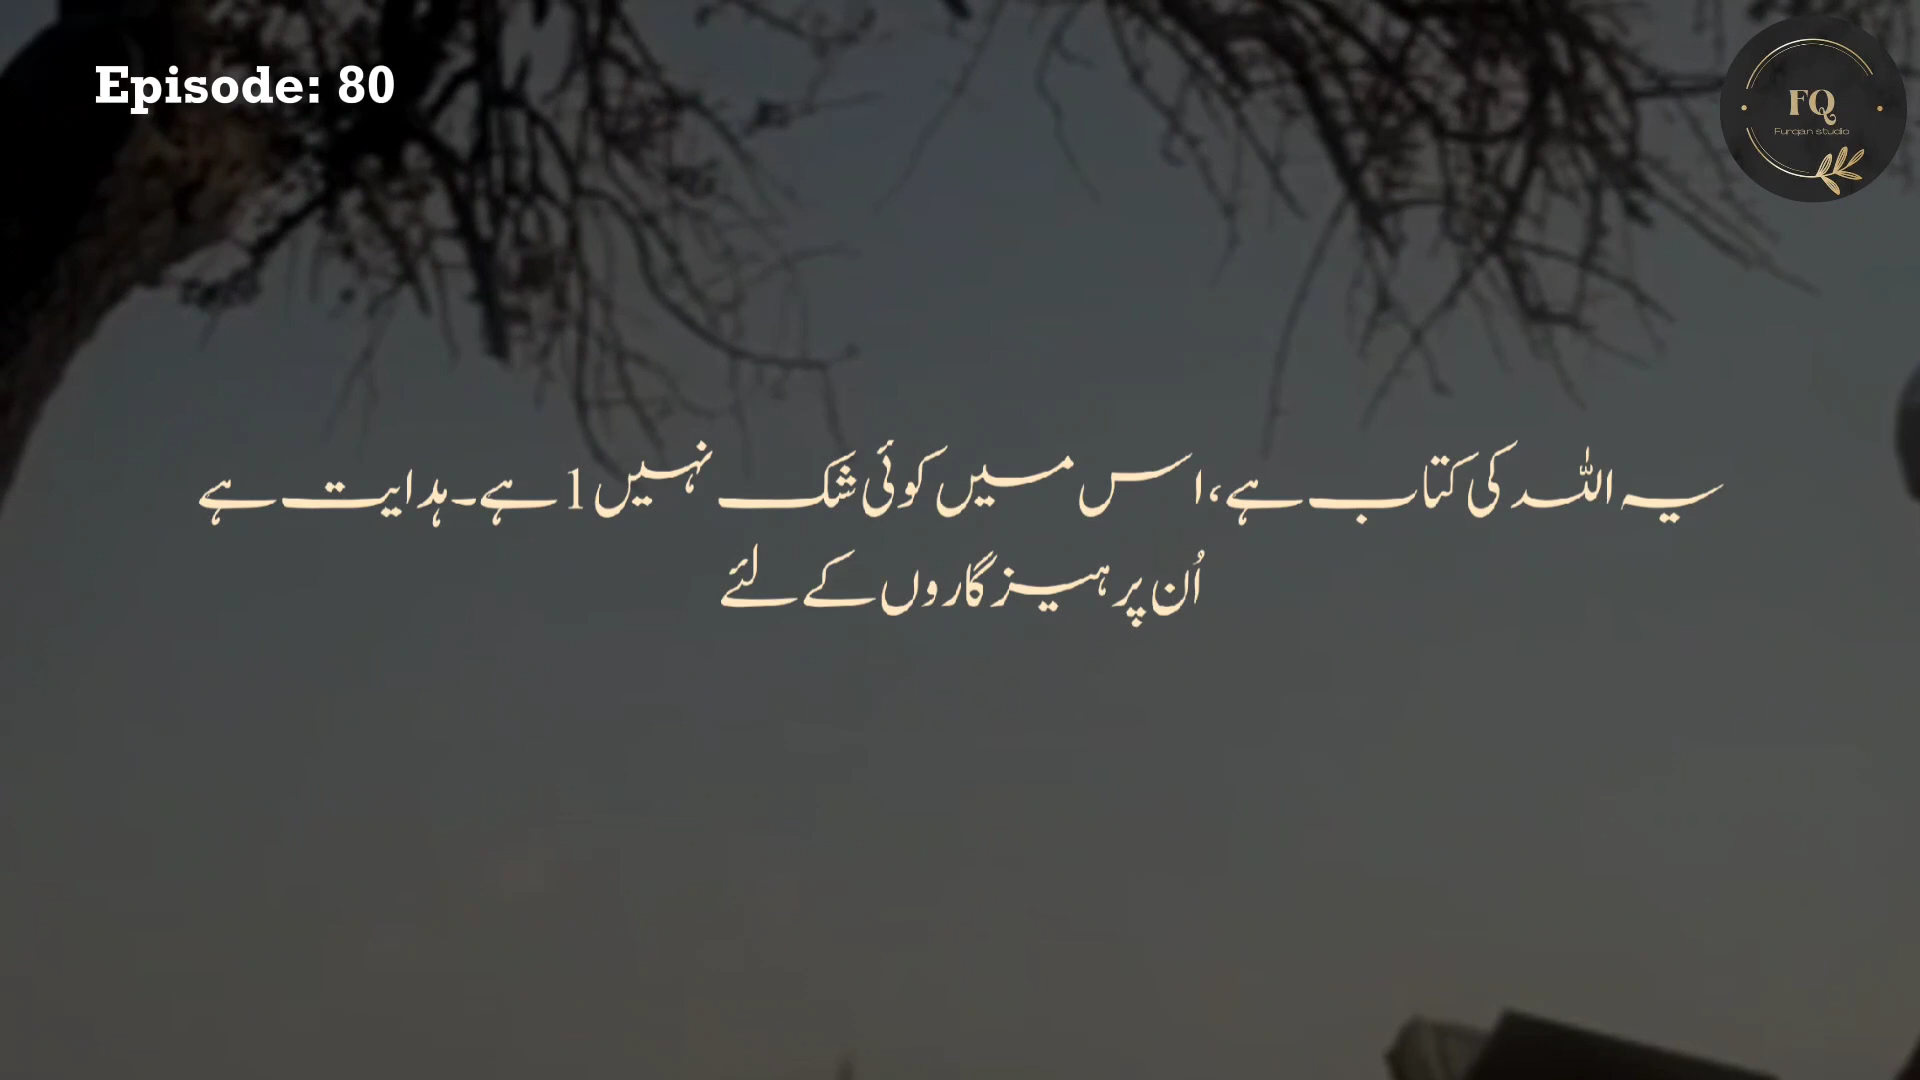 Episode: 80
FQ
Furqan studio
یہ اللہ کی کتاب ہے، اس میں کوئی شک نہیں 1 ہے۔ ہدایت ہے
اُن پرہیزگاروں کے لئے